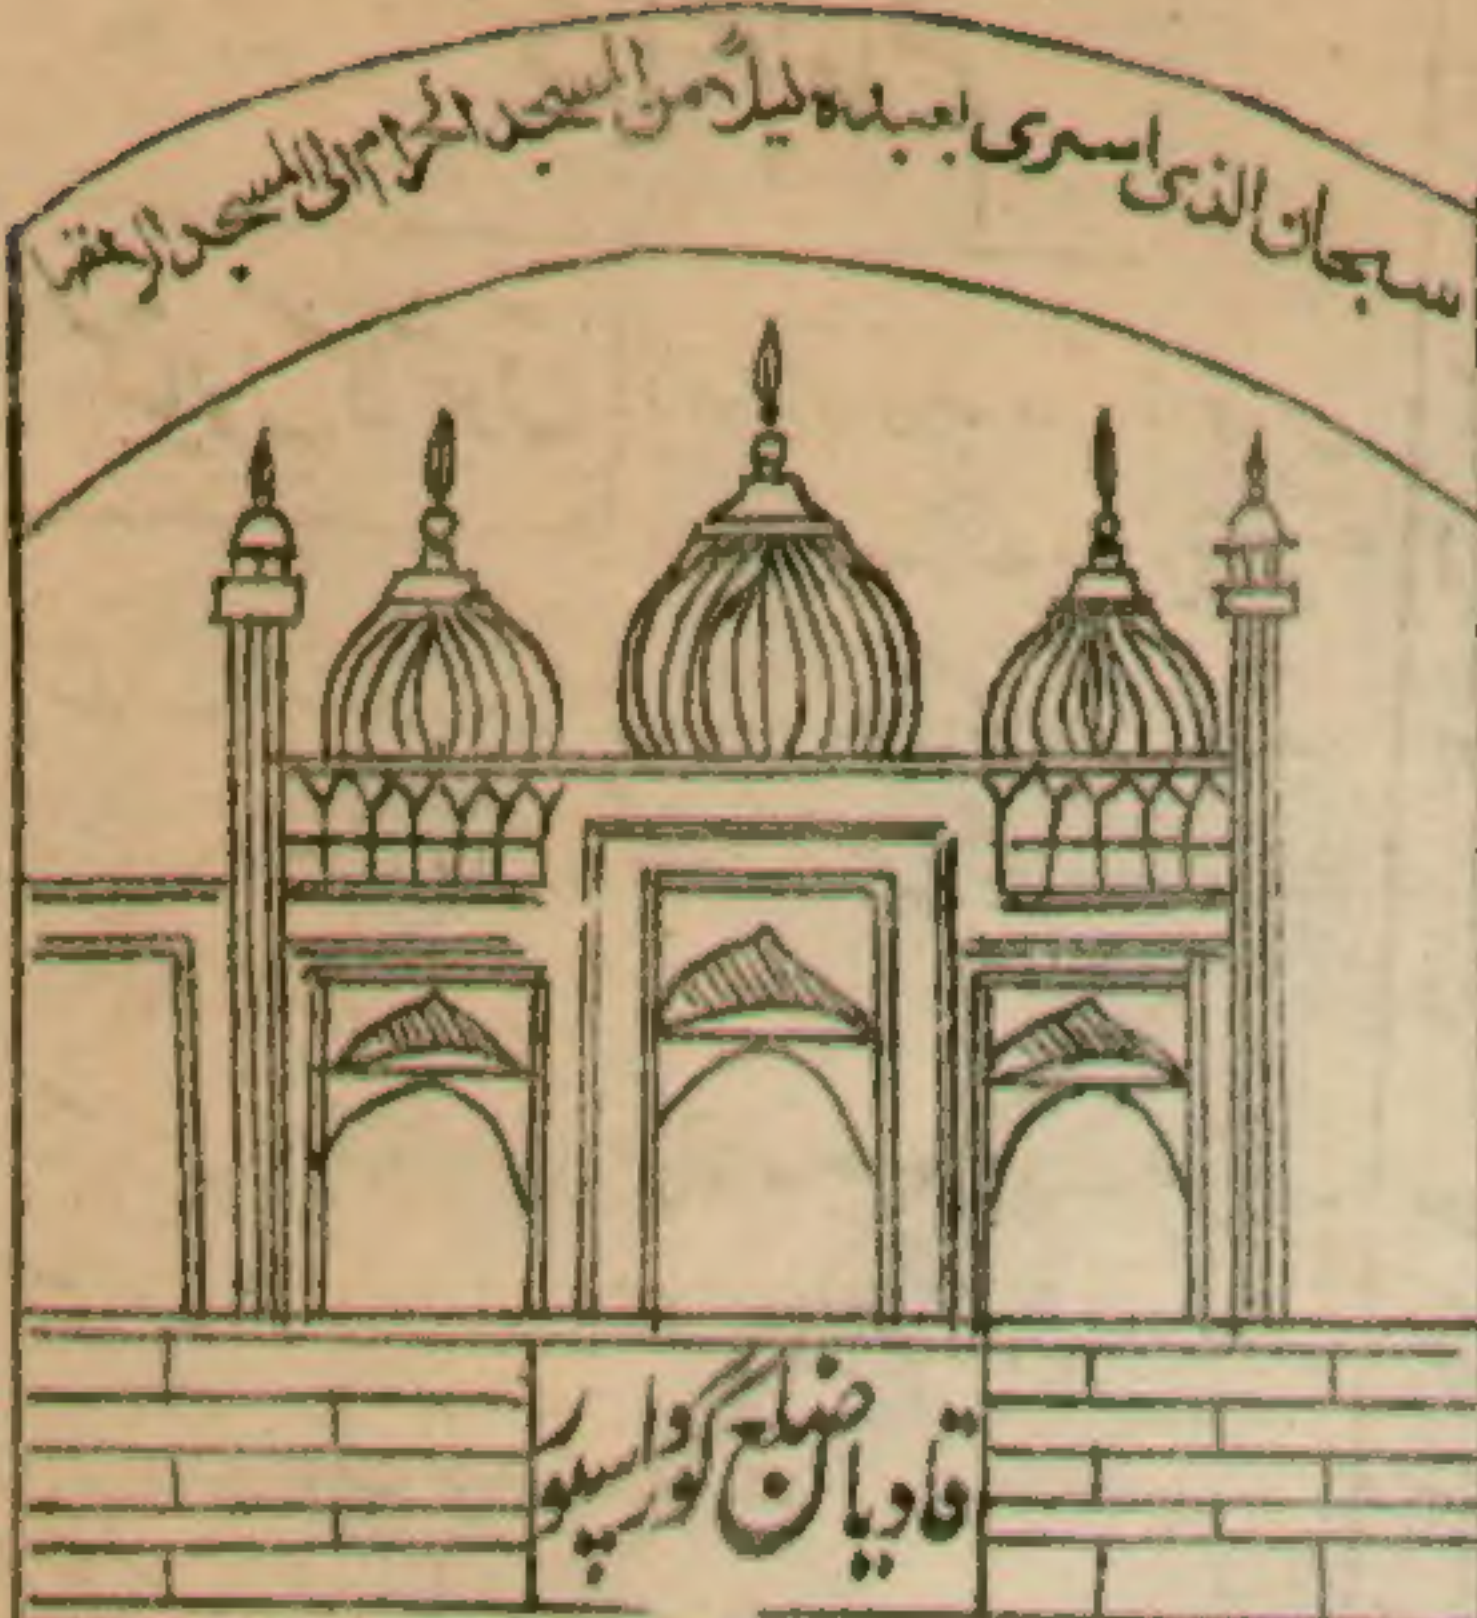 سبحان الذی اسری بعبدہ لیلاً من المسجد الحرام الی المسجد الاقصا
قادیان ضلع گورداسپور